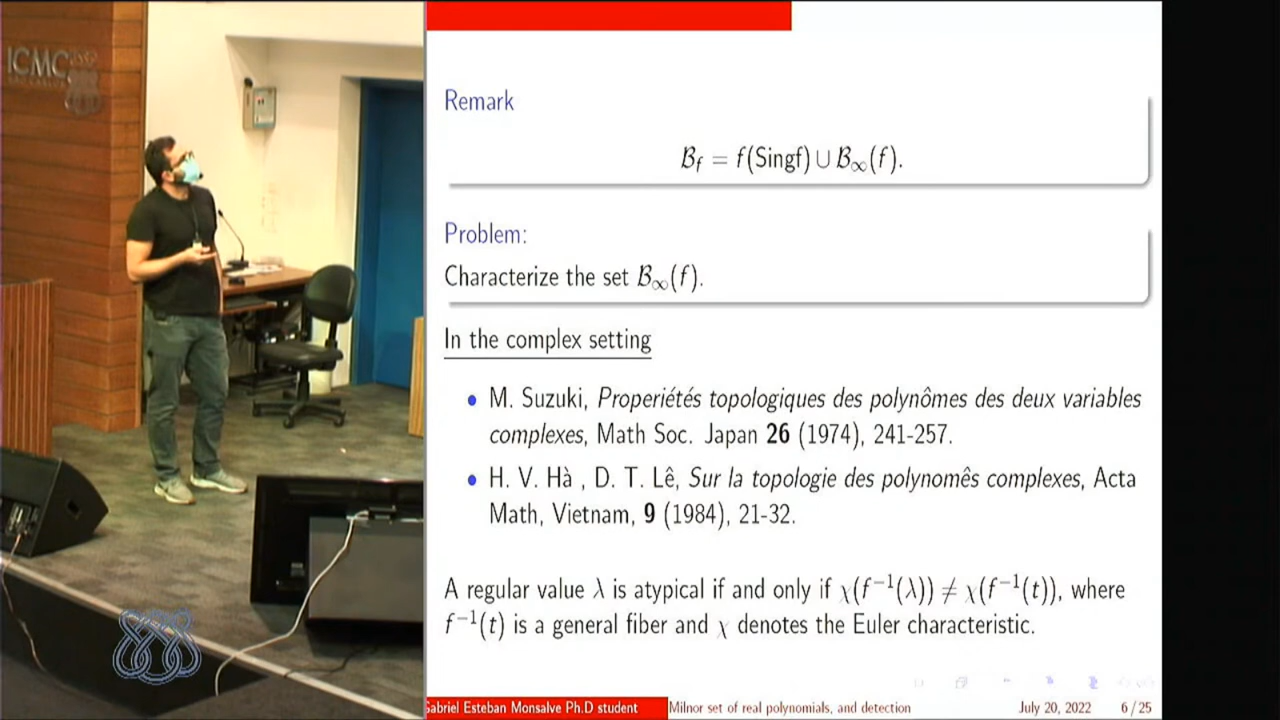 ICMC
Remark
𝓑f = f(Singf) ∪ 𝓑∞(f).
Problem:
Characterize the set 𝓑∞(f).
In the complex setting
• M. Suzuki, Properiétés topologiques des polynômes des deux variables
complexes, Math Soc. Japan 26 (1974), 241-257.
• H. V. Hà , D. T. Lê, Sur la topologie des polynomês complexes, Acta
Math, Vietnam, 9 (1984), 21-32.
A regular value λ is atypical if and only if χ(f⁻¹(λ)) ≠ χ(f⁻¹(t)), where
f⁻¹(t) is a general fiber and χ denotes the Euler characteristic.
Gabriel Esteban Monsalve Ph.D student Milnor set of real polynomials, and detection July 20, 2022 6 / 25